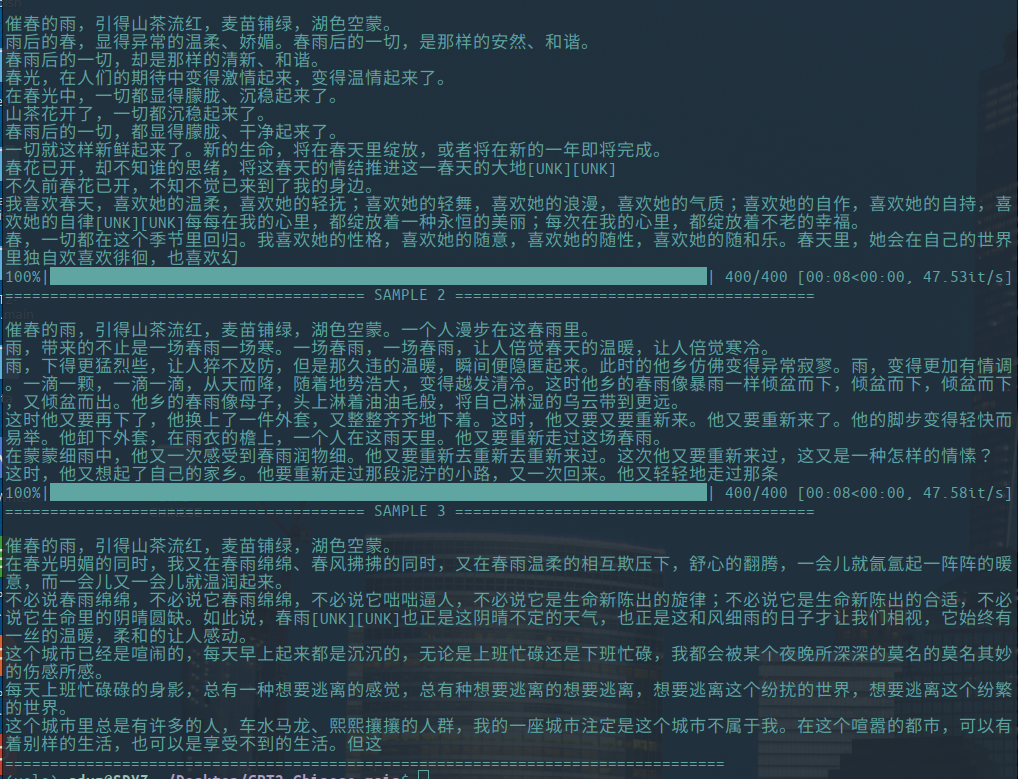 催春的雨，引得山茶流红，麦苗铺绿，湖色空蒙。
雨后的春，显得异常的温柔、娇媚。春雨后的一切，是那样的安然、和谐。
春雨后的一切，却是那样的清新、和谐。
春光，在人们的期待中变得激情起来，变得温情起来了。
在春光中，一切都显得朦胧、沉稳起来了。
山茶花开了，一切都沉稳起来了。
春雨后的一切，都显得朦胧、干净起来了。
一切就这样新鲜起来了。新的生命，将在春天里绽放，或者将在新的一年即将完成。
春花已开，却不知谁的思绪，将这春天的情结推进这一春天的大地[UNK][UNK]
不久前春花已开，不知不觉已来到了我的身边。
我喜欢春天，喜欢她的温柔，喜欢她的轻抚；喜欢她的轻舞，喜欢她的浪漫，喜欢她的气质；喜欢她的自作，喜欢她的自持，喜
欢她的自律[UNK][UNK]每每在我的心里，都绽放着一种永恒的美丽；每次在我的心里，都绽放着不老的幸福。
春，一切都在这个季节里回归。我喜欢她的性格，喜欢她的随意，喜欢她的随性，喜欢她的随和乐。春天里，她会在自己的世界
里独自欢喜欢徘徊，也喜欢幻
100%| | 400/400 [00:08<00:00, 47.53it/s]
======================================== SAMPLE 2 ========================================
催春的雨，引得山茶流红，麦苗铺绿，湖色空蒙。一个人漫步在这春雨里。
雨，带来的不止是一场春雨一场寒。一场春雨，一场春雨，让人倍觉春天的温暖，让人倍觉寒冷。
雨，下得更猛烈些，让人猝不及防，但是那久违的温暖，瞬间便隐匿起来。此时的他乡仿佛变得异常寂寥。雨，变得更加有情调
。一滴一颗，一滴一滴，从天而降，随着地势浩大，变得越发清冷。这时他乡的春雨像暴雨一样倾盆而下，倾盆而下，倾盆而下
，又倾盆而出。他乡的春雨像母子，头上淋着油油毛般，将自己淋湿的乌云带到更远。
这时他又要再下了，他换上了一件外套，又整整齐齐地下着。这时，他又要又要重新来。他又要重新来了。他的脚步变得轻快而
易举。他卸下外套，在雨衣的檐上，一个人在这雨天里。他又要重新走过这场春雨。
在蒙蒙细雨中，他又一次感受到春雨润物细。他又要重新去重新去重新来过。这次他又要重新来过，这又是一种怎样的情愫？
这时，他又想起了自己的家乡。他要重新走过那段泥泞的小路，又一次回来。他又轻轻地走过那条
100%| | 400/400 [00:08<00:00, 47.58it/s]
======================================== SAMPLE 3 ========================================
催春的雨，引得山茶流红，麦苗铺绿，湖色空蒙。
在春光明媚的同时，我又在春雨绵绵、春风拂拂的同时，又在春雨温柔的相互欺压下，舒心的翻腾，一会儿就氤氲起一阵阵的暖
意，而一会儿又一会儿就温润起来。
不必说春雨绵绵，不必说它春雨绵绵，不必说它咄咄逼人，不必说它是生命新陈出的旋律；不必说它是生命新陈出的合适，不必
说它生命里的阴晴圆缺。如此说，春雨[UNK][UNK]也正是这阴晴不定的天气，也正是这和风细雨的日子才让我们相视，它始终有
一丝的温暖，柔和的让人感动。
这个城市已经是喧闹的，每天早上起来都是沉沉的，无论是上班忙碌还是下班忙碌，我都会被某个夜晚所深深的莫名的莫名其妙
的伤感所感。
每天上班忙碌碌的身影，总有一种想要逃离的感觉，总有种想要逃离的想要逃离，想要逃离这个纷扰的世界，想要逃离这个纷繁
的世界。
这个城市里总是有许多的人，车水马龙、熙熙攘攘的人群，我的一座城市注定是这个城市不属于我。在这个喧嚣的都市，可以有
着别样的生活，也可以是享受不到的生活。但这
================================================================================